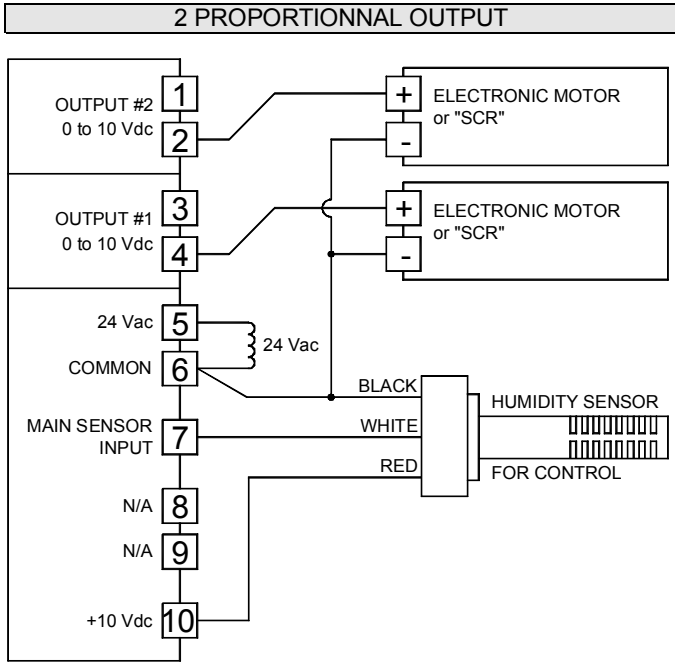 2 PROPORTIONNAL OUTPUT
OUTPUT #2
0 to 10 Vdc
1
2
+
-
ELECTRONIC MOTOR
or "SCR"
OUTPUT #1
0 to 10 Vdc
3
4
+
-
ELECTRONIC MOTOR
or "SCR"
24 Vac
5
24 Vac
COMMON
6
BLACK
HUMIDITY SENSOR
MAIN SENSOR
INPUT
7
WHITE
RED
FOR CONTROL
N/A
8
N/A
9
+10 Vdc
10